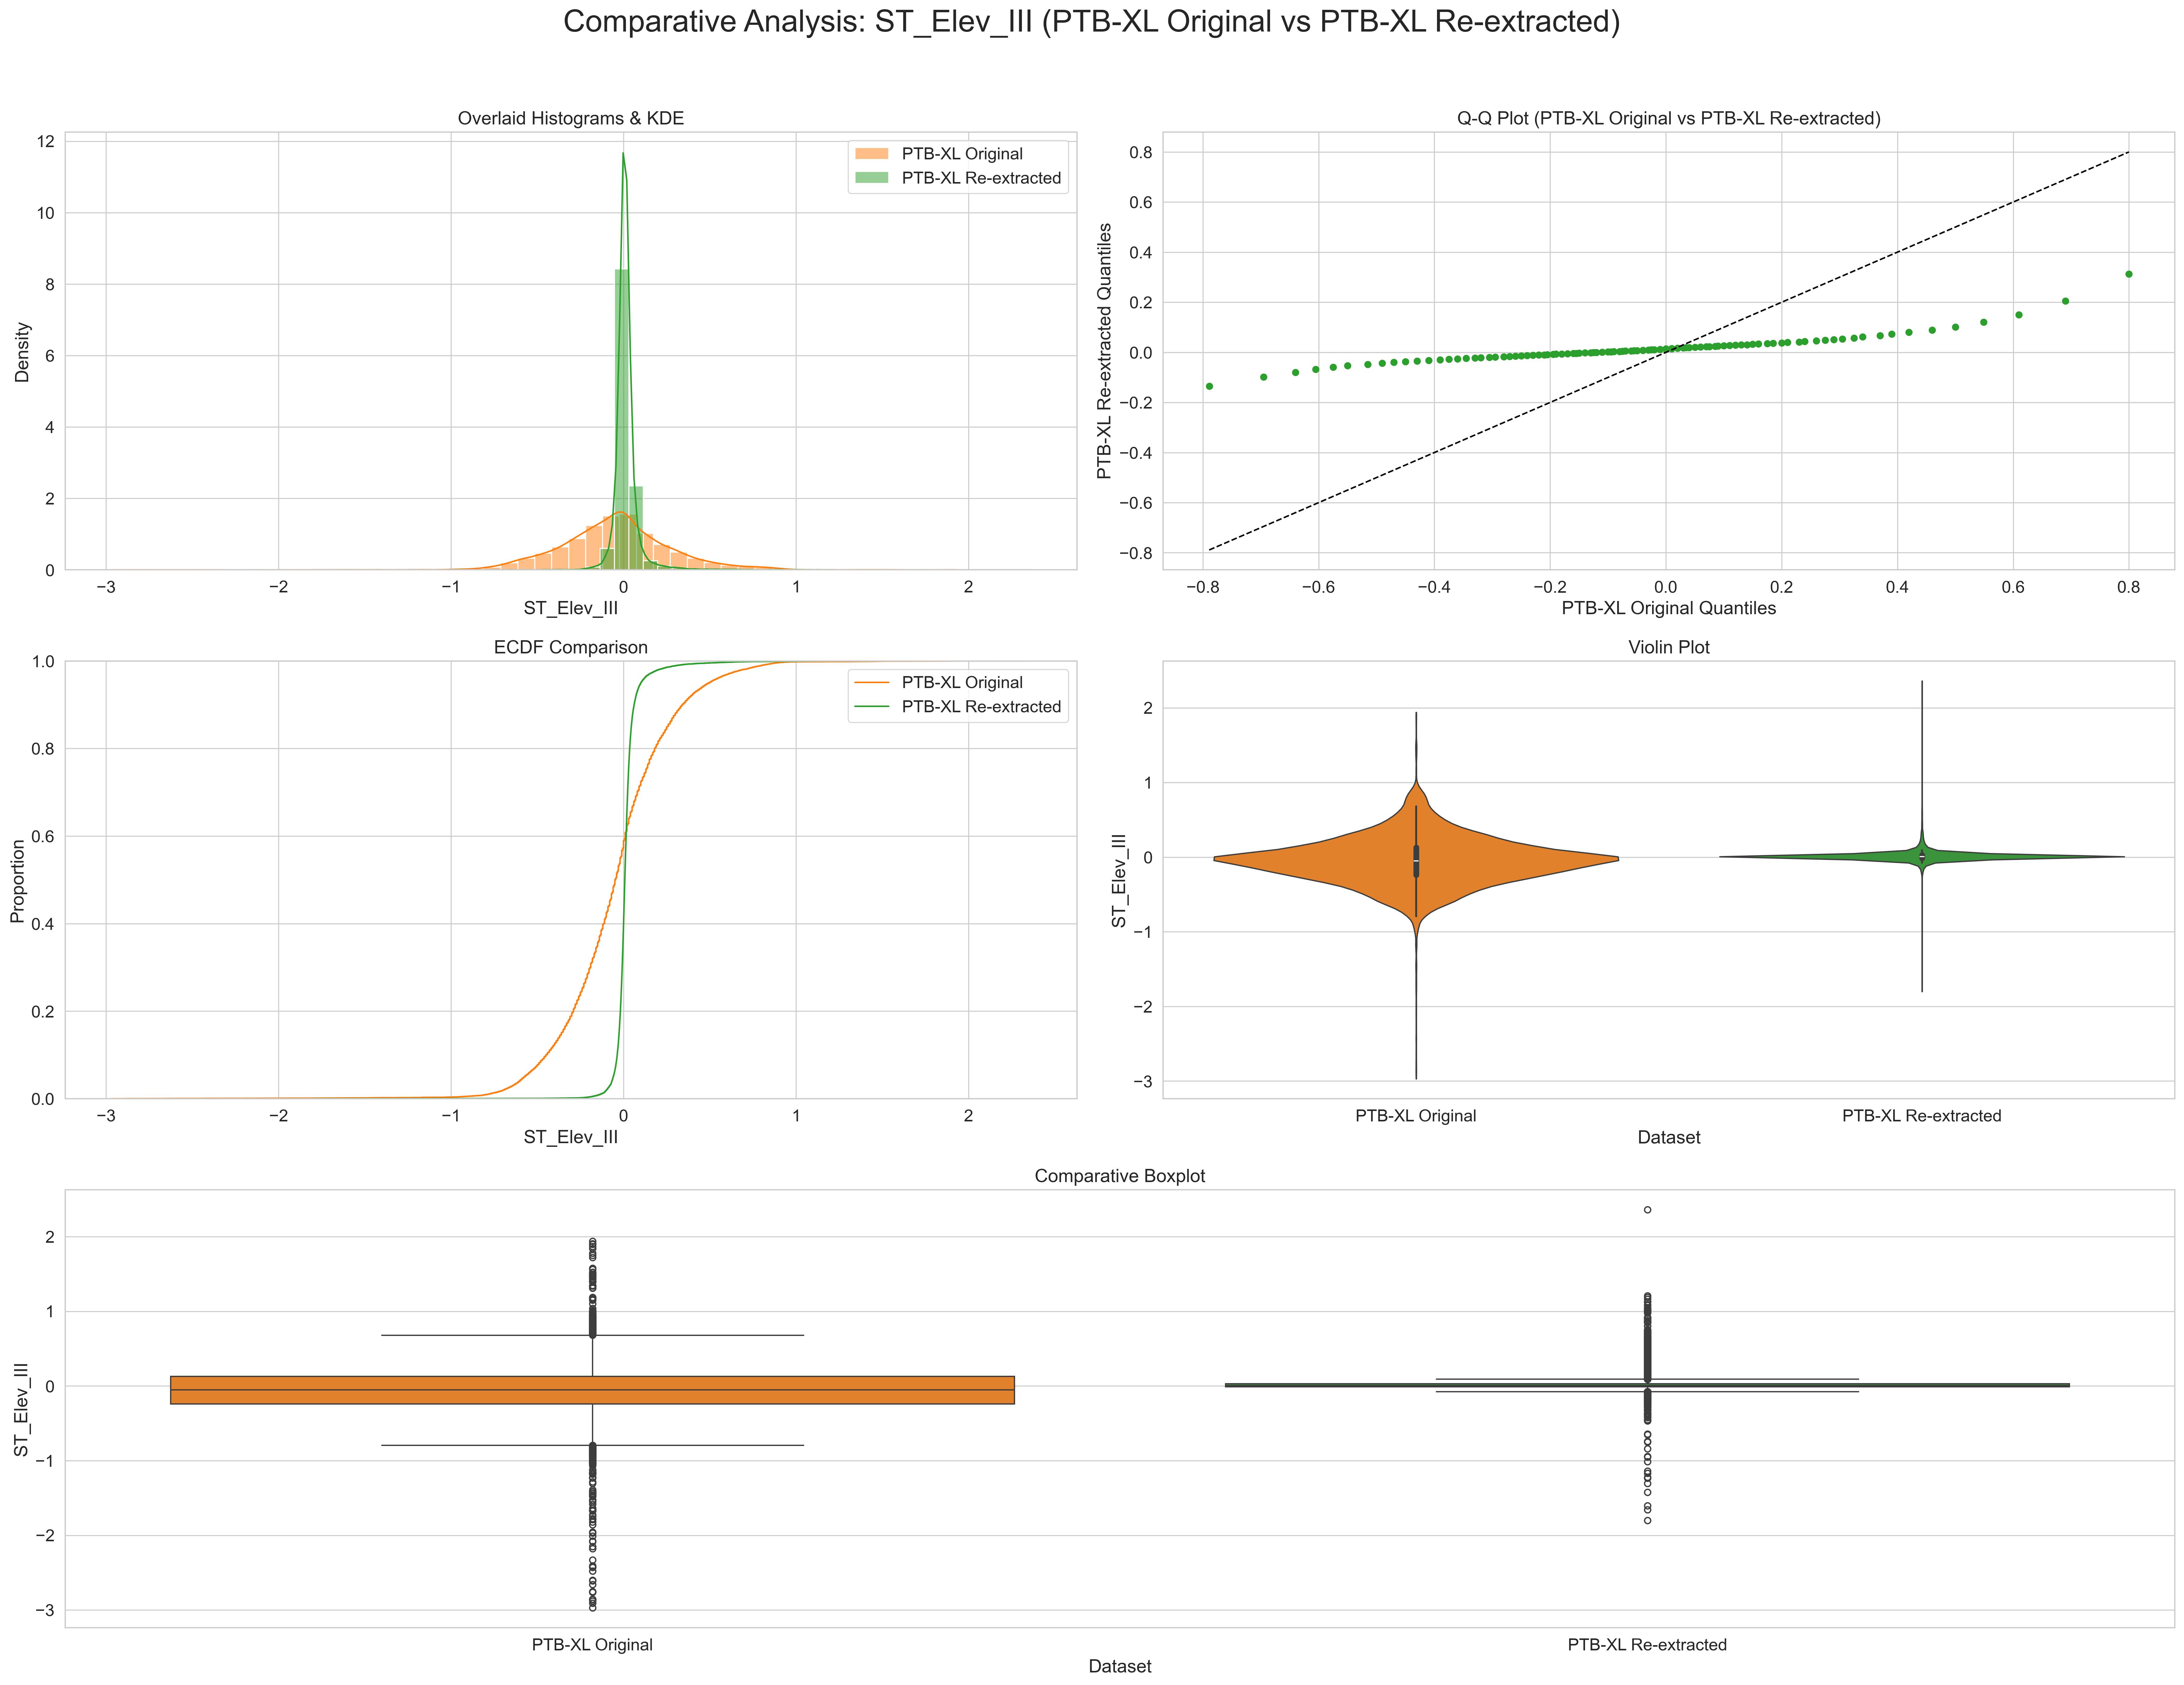 Comparative Analysis: ST_Elev_III (PTB-XL Original vs PTB-XL Re-extracted)
Overlaid Histograms & KDE
12
10
8
6
4
2
0
Density
−3
−2
−1
0
1
2
ST_Elev_III
PTB-XL Original
PTB-XL Re-extracted
Q-Q Plot (PTB-XL Original vs PTB-XL Re-extracted)
0.8
0.6
0.4
0.2
0.0
−0.2
−0.4
−0.6
−0.8
PTB-XL Re-extracted Quantiles
−0.8
−0.6
−0.4
−0.2
0.0
0.2
0.4
0.6
0.8
PTB-XL Original Quantiles
ECDF Comparison
1.0
0.8
0.6
0.4
0.2
0.0
Proportion
−3
−2
−1
0
1
2
ST_Elev_III
PTB-XL Original
PTB-XL Re-extracted
Violin Plot
2
1
0
−1
−2
−3
ST_Elev_III
PTB-XL Original
PTB-XL Re-extracted
Dataset
Comparative Boxplot
2
1
0
−1
−2
−3
ST_Elev_III
PTB-XL Original
PTB-XL Re-extracted
Dataset